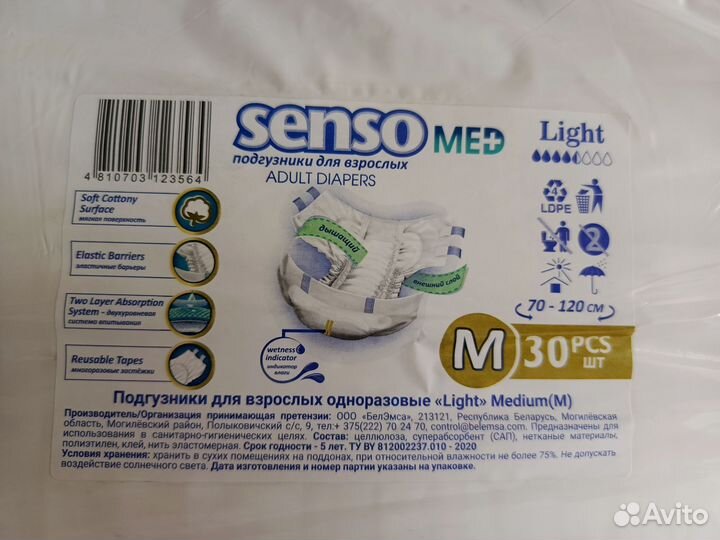 senso MED Light
подгузники для взрослых
ADULT DIAPERS
4 810703 123564
Soft Cottony
Surface
мягкая поверхность
Elastic Barriers
эластичные барьеры
Two Layer Absorption
System - двухуровневая
система впитывания
Reusable Tapes
многоразовые застёжки
дышащий
внешний слой
wetness
indicator
индикатор
влаги
4
LDPE
2
70 - 120 СМ
M 30 PCS
ШТ
Подгузники для взрослых одноразовые «Light» Medium(M)
Производитель/Организация принимающая претензии: ООО «БелЭмса», 213121, Республика Беларусь, Могилёвская
область, Могилёвский район, Полыковичский с/с, 9, тел:+ 375(222) 70 24 70, control@belemsa.com. Предназначены для
использования в санитарно-гигиенических целях. Состав: целлюлоза, суперабсорбент (САП), нетканые материалы,
полиэтилен, клей, нить эластомерная. Срок годности - 5 лет. ТУ BY 812002237.010 - 2020
Условия хранения: хранить в сухих помещениях на поддонах, при относительной влажности не более 75%. Не допускать
воздействие солнечного света. Дата изготовления и номер партии указаны на упаковке.
Avito